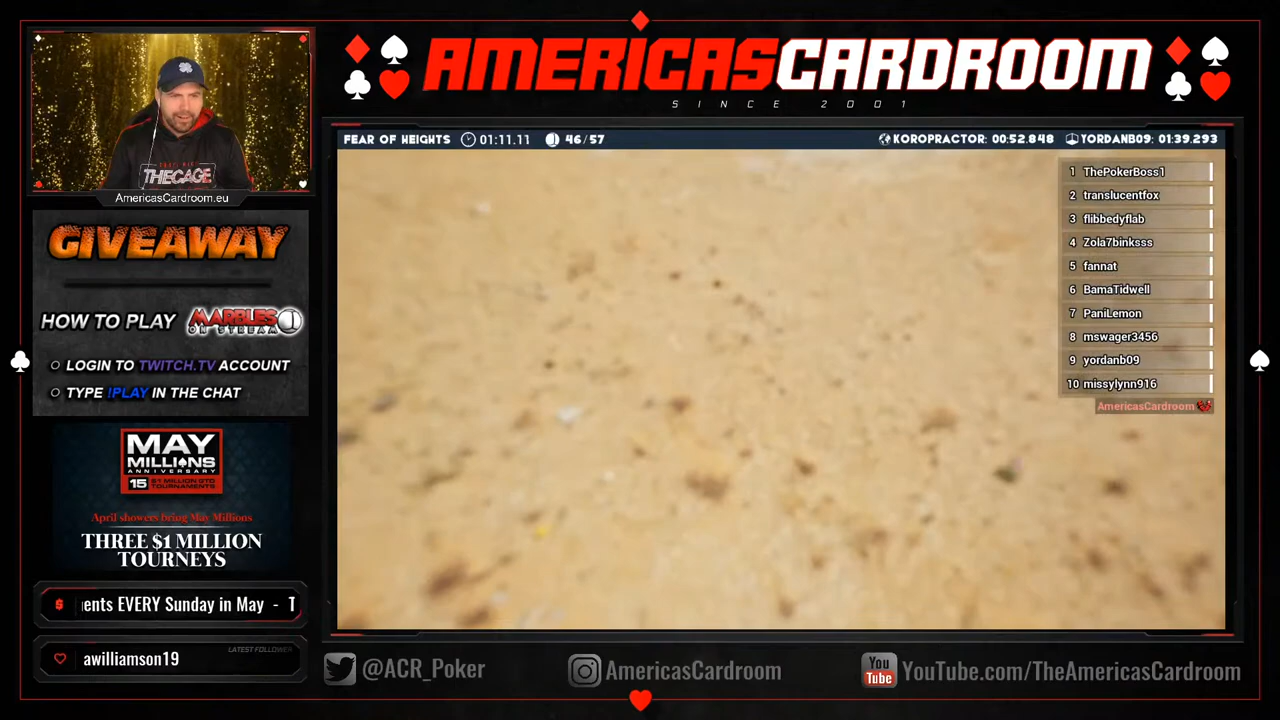 AMERICASCARDROOM
SINCE 2001
THECAGE
AmericasCardroom.eu
GIVEAWAY
HOW TO PLAY MARBLES ON STREAM
LOGIN TO TWITCH.TV ACCOUNT
TYPE !PLAY IN THE CHAT
MAY
MILLIONS
ANNIVERSARY
15 $1 MILLION GTD TOURNAMENTS
April showers bring May Millions
THREE $1 MILLION
TOURNEYS
$ ents EVERY Sunday in May - T
LATEST FOLLOWER
awilliamson19
FEAR OF HEIGHTS 01:11.11 46/57 KOROPRACTOR: 00:52.848 YORDANB09: 01:39.293
1 ThePokerBoss1
2 translucentfox
3 flibbedyflab
4 Zola7binksss
5 fannat
6 BamaTidwell
7 PaniLemon
8 mswager3456
9 yordanb09
10 missylynn916
AmericasCardroom
@ACR_Poker AmericasCardroom YouTube YouTube.com/TheAmericasCardroom